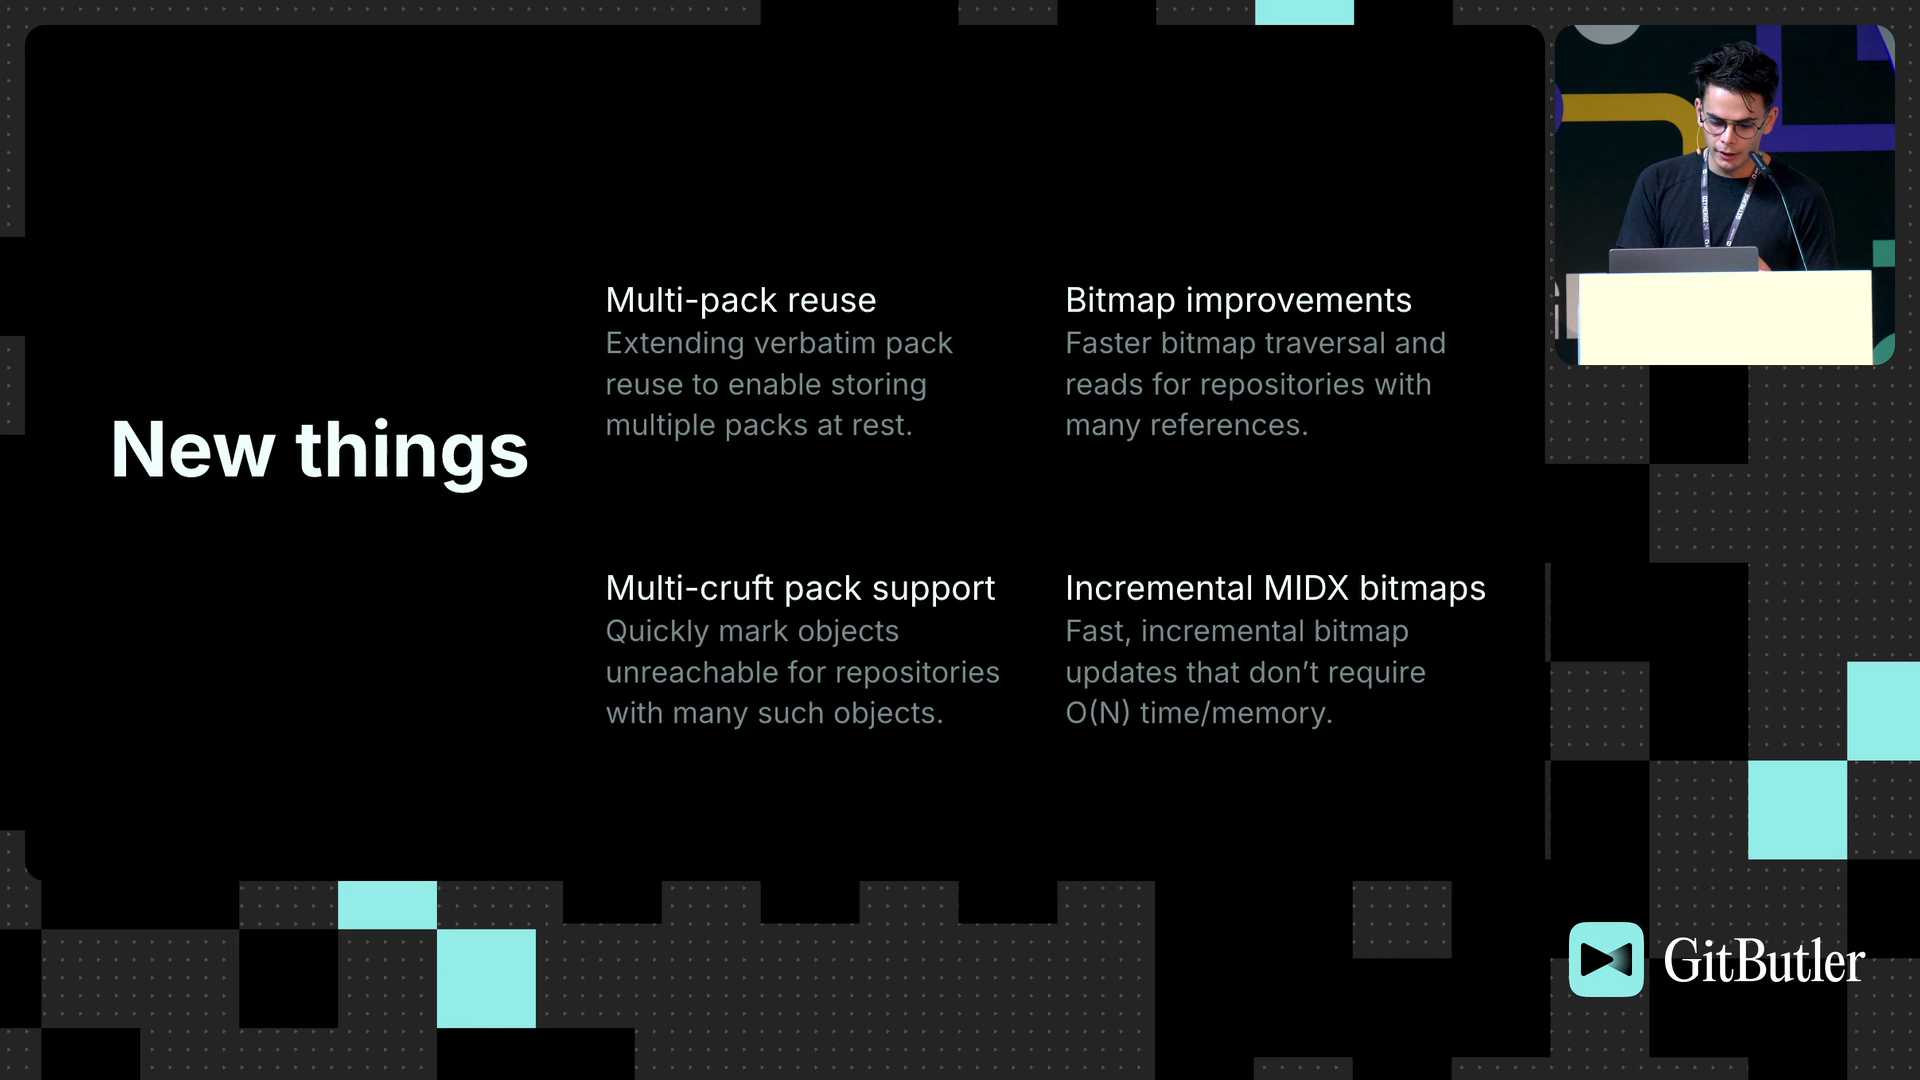 New things
Multi-pack reuse
Extending verbatim pack
reuse to enable storing
multiple packs at rest.
Bitmap improvements
Faster bitmap traversal and
reads for repositories with
many references.
Multi-cruft pack support
Quickly mark objects
unreachable for repositories
with many such objects.
Incremental MIDX bitmaps
Fast, incremental bitmap
updates that don’t require
O(N) time/memory.
GitButler